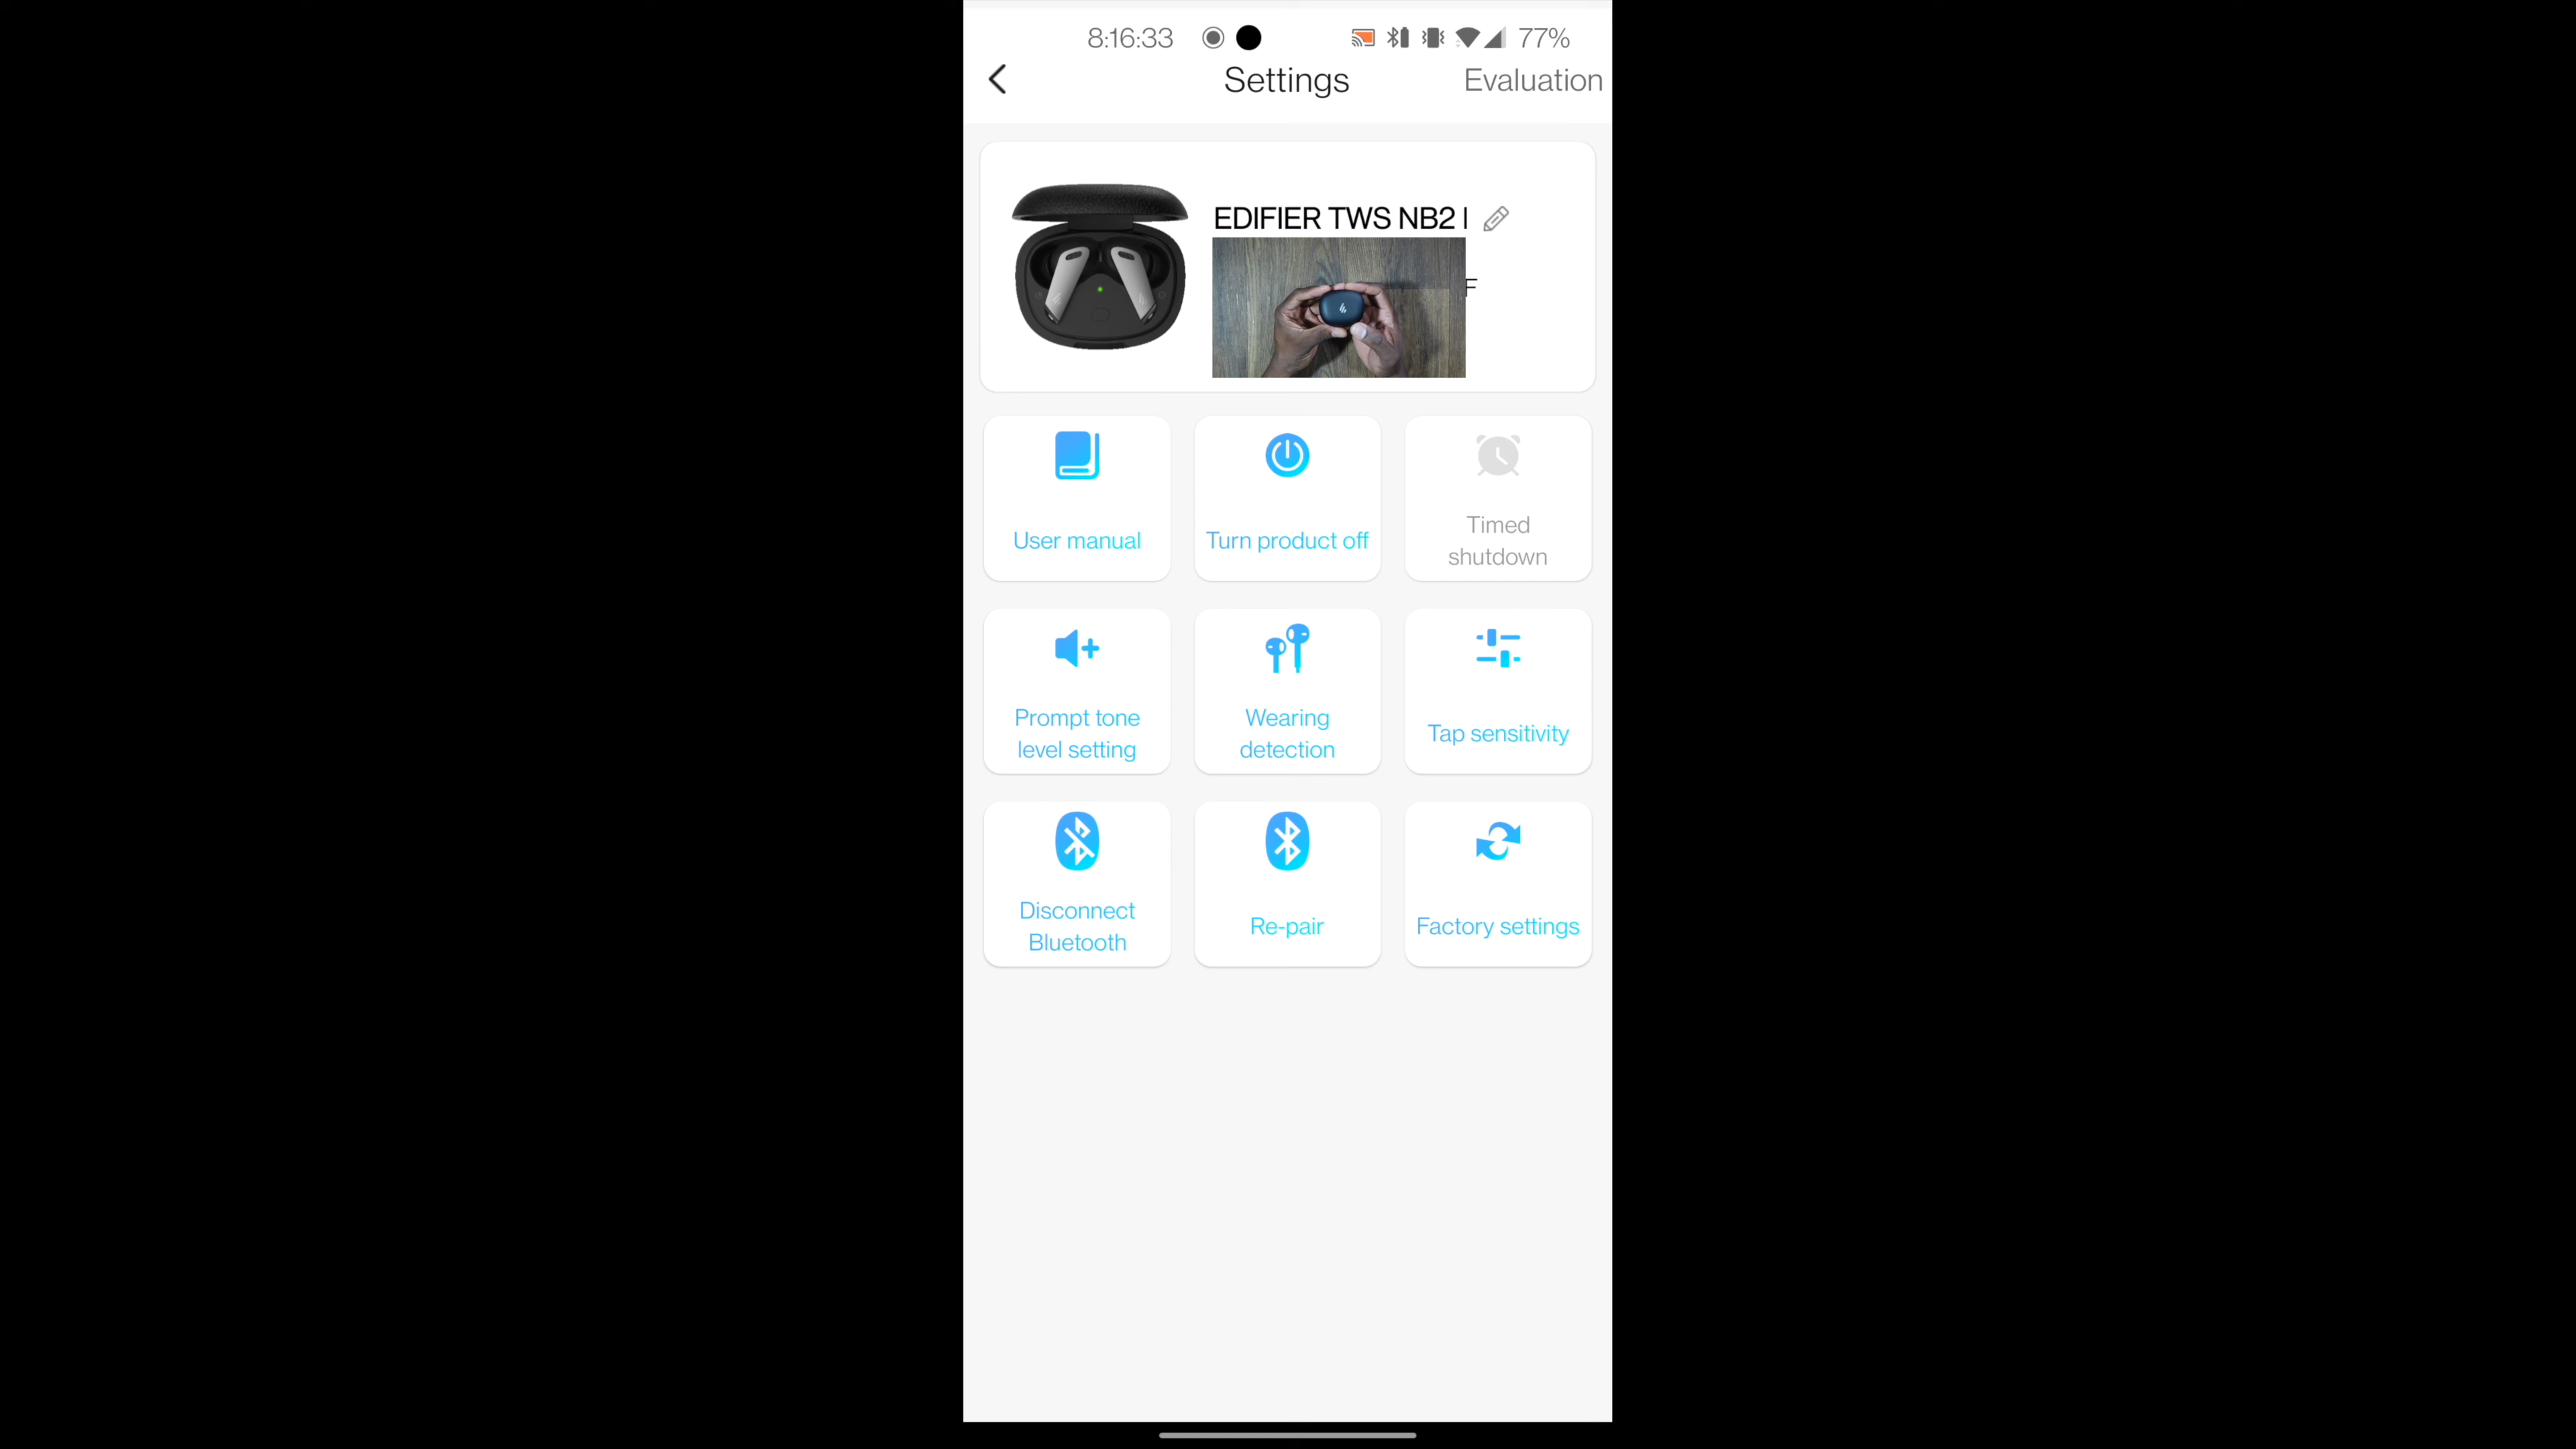 8:16:33 77%
Settings Evaluation
EDIFIER TWS NB2
F
User manual
Turn product off
Timed
shutdown
Prompt tone
level setting
Wearing
detection
Tap sensitivity
Disconnect
Bluetooth
Re-pair
Factory settings